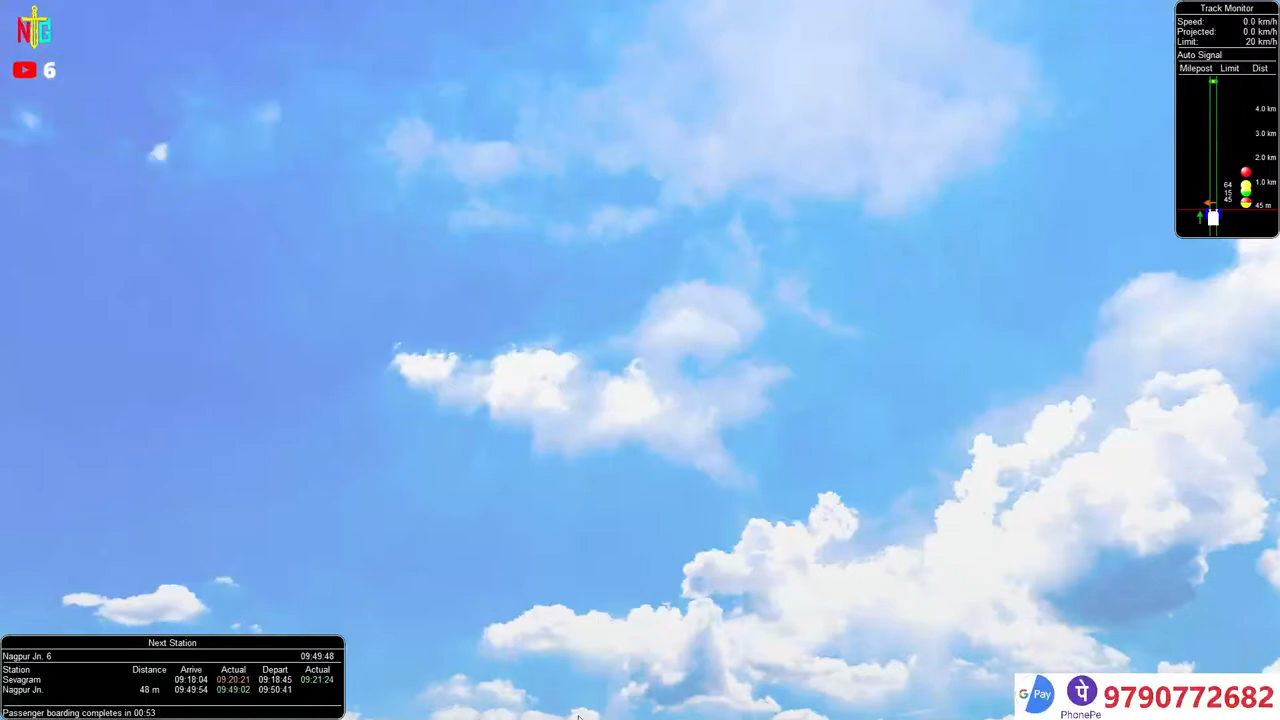 NTG
6
Track Monitor
Speed: 0.0 km/h
Projected: 0.0 km/h
Limit: 20 km/h
Auto Signal
Milepost Limit Dist
4.0 km
3.0 km
2.0 km
1.0 km
64
15
45
45 m
Next Station
Nagpur Jn. 6 09:49:48
Station Distance Arrive Actual Depart Actual
Sevagram 09:18:04 09:20:21 09:18:45 09:21:24
Nagpur Jn. 48 m 09:49:54 09:49:02 09:50:41
Passenger boarding completes in 00:53
G Pay
पे
PhonePe
9790772682